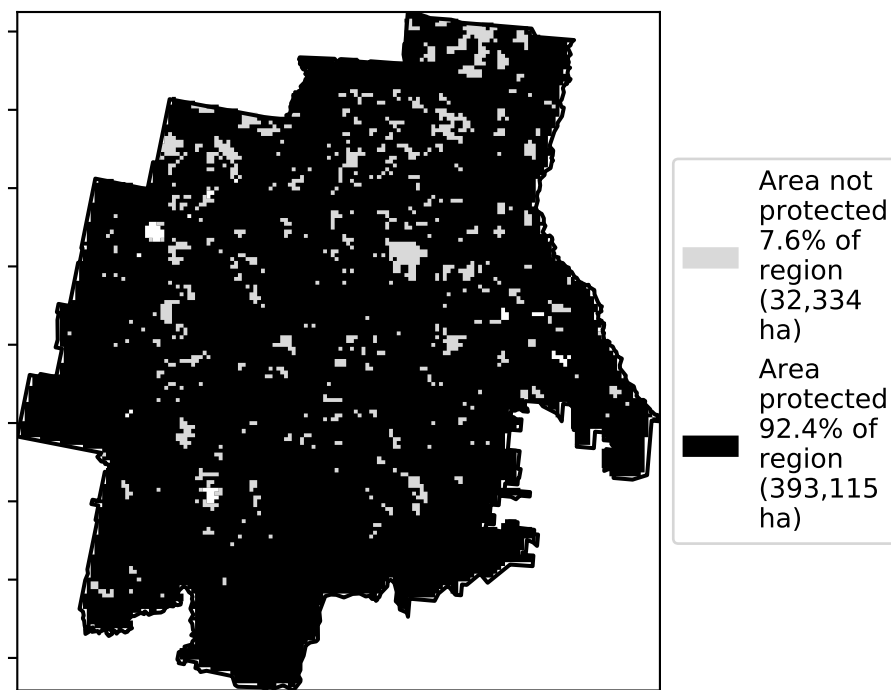 Area not
protected
7.6% of
region
(32,334
ha)
Area
protected
92.4% of
region
(393,115
ha)